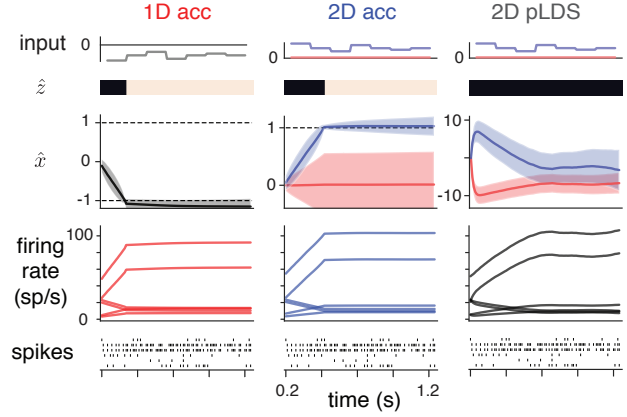 1D acc 2D acc 2D pLDS
input 0 0 0
ẑ
1 1 10
x̂ 0
-1 0 -10
firing rate (sp/s) 100 0
spikes
0.2 1.2
time (s)